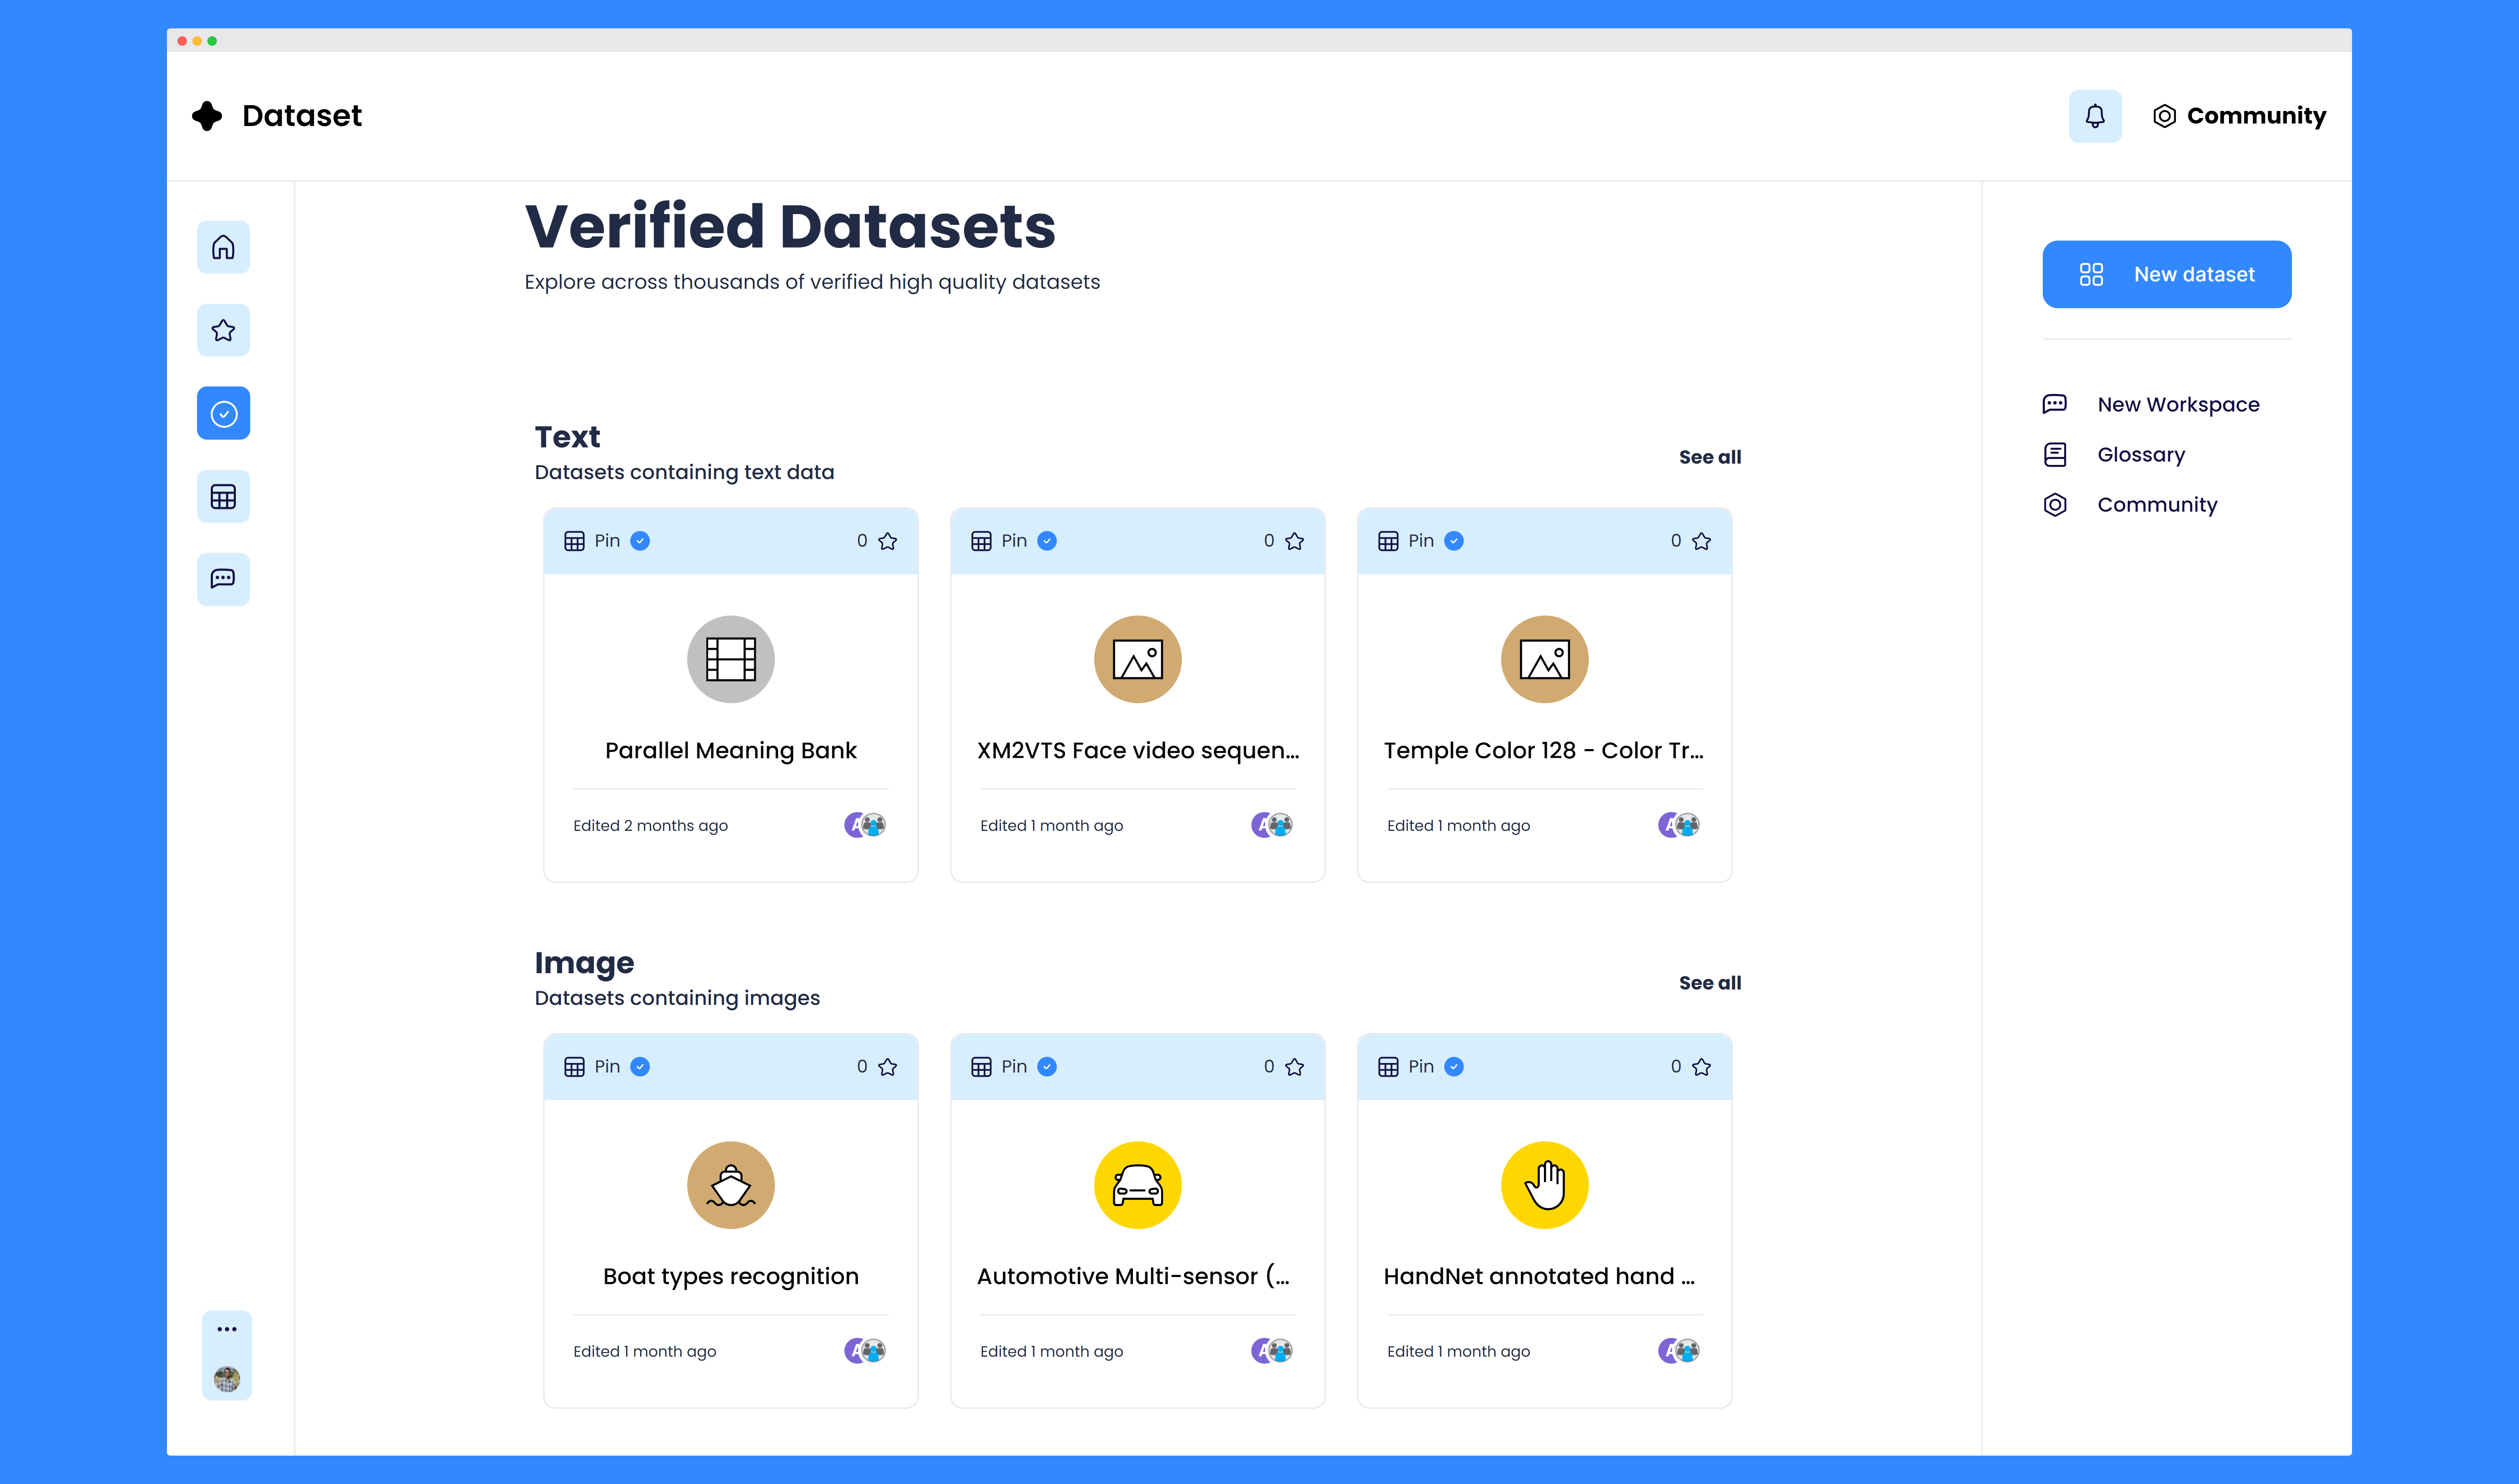 Dataset
Community
Verified Datasets
Explore across thousands of verified high quality datasets
New dataset
New Workspace
Glossary
Community
Text
Datasets containing text data
See all
Pin 0
Pin 0
Pin 0
Parallel Meaning Bank
XM2VTS Face video sequen...
Temple Color 128 - Color Tr...
Edited 2 months ago A
Edited 1 month ago A
Edited 1 month ago A
Image
Datasets containing images
See all
Pin 0
Pin 0
Pin 0
Boat types recognition
Automotive Multi-sensor (...
HandNet annotated hand ...
Edited 1 month ago A
Edited 1 month ago A
Edited 1 month ago A